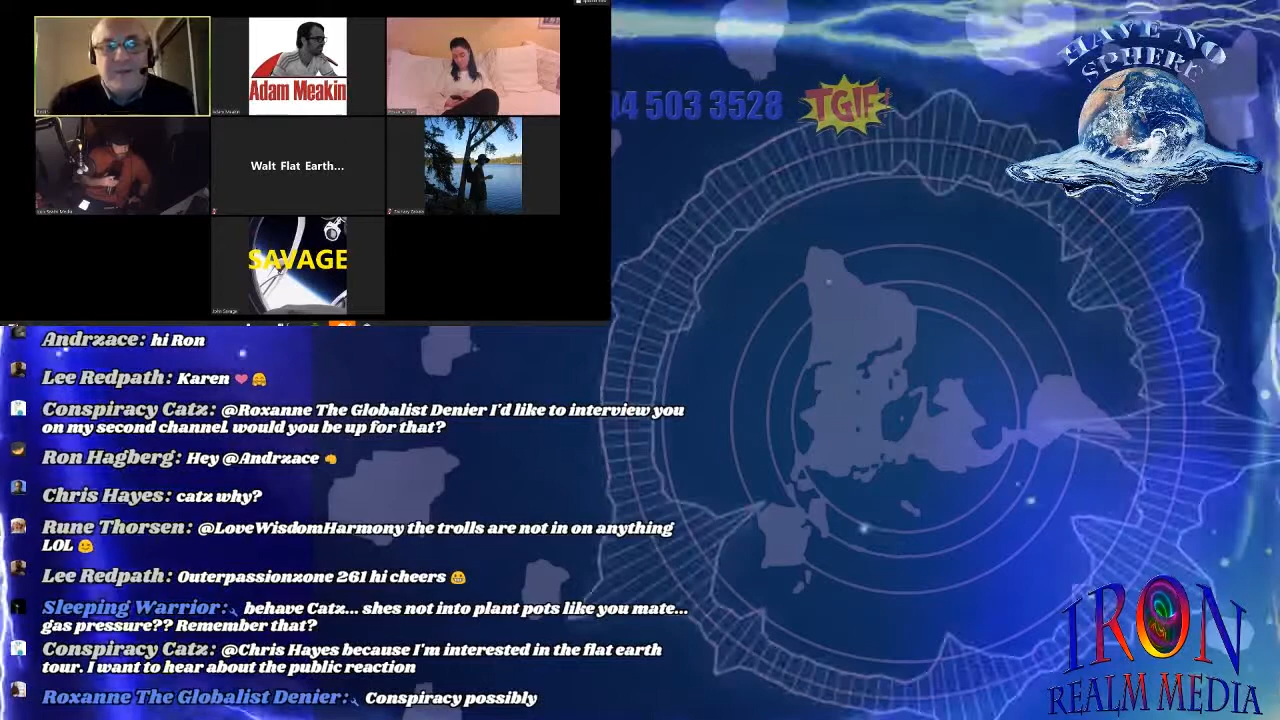 HAVE NO
SPHERE
4 503 3528
TGIF
Adam Meakin
Walt Flat Earth...
SAVAGE
John Savage
Andrzace: hi Ron
Lee Redpath: Karen
Conspiracy Catz: @Roxanne The Globalist Denier I'd like to interview you
on my second channel. would you be up for that?
Ron Hagberg: Hey @Andrzace
Chris Hayes: catz why?
Rune Thorsen: @LoveWisdomHarmony the trolls are not in on anything
LOL
Lee Redpath: Outerpassionzone 261 hi cheers
Sleeping Warrior: behave Catz... shes not into plant pots like you mate...
gas pressure?? Remember that?
Conspiracy Catz: @Chris Hayes because I'm interested in the flat earth
tour. I want to hear about the public reaction
Roxanne The Globalist Denier: Conspiracy possibly
IRON
REALM MEDIA